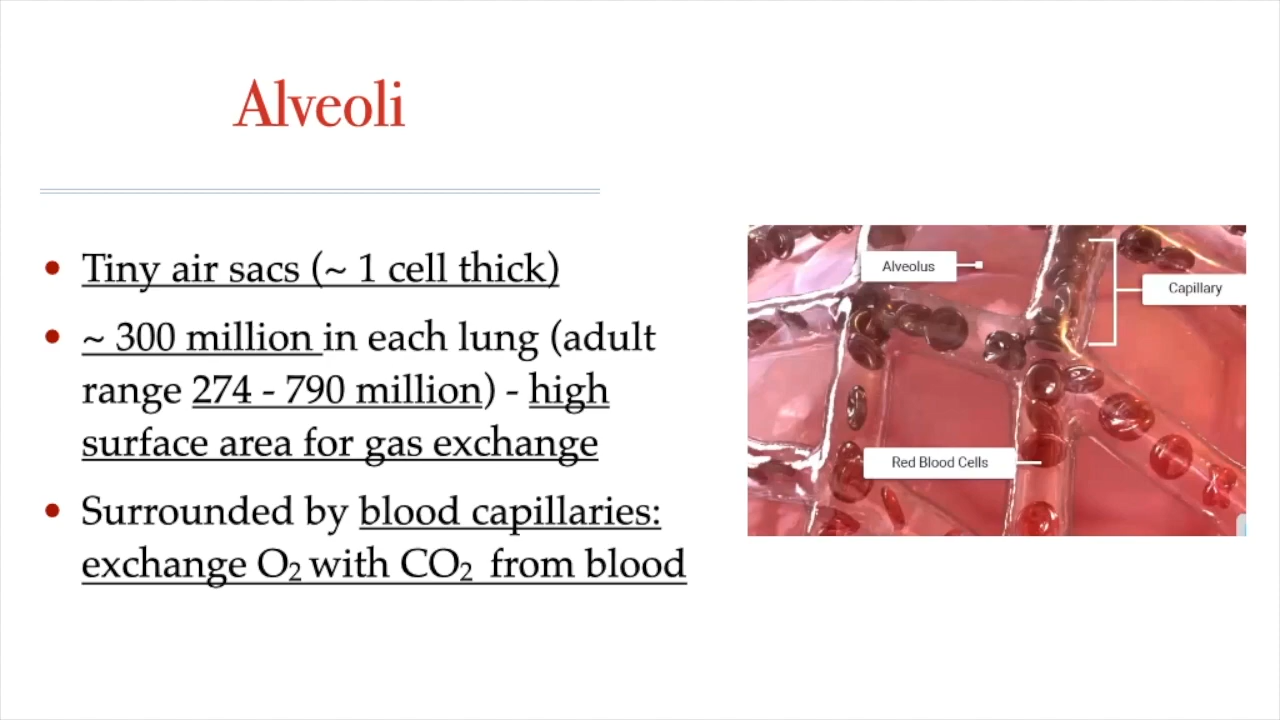 Alveoli
• Tiny air sacs (~ 1 cell thick)
• ~ 300 million in each lung (adult
range 274 - 790 million) - high
surface area for gas exchange
• Surrounded by blood capillaries:
exchange O₂ with CO₂ from blood
Alveolus
Capillary
Red Blood Cells